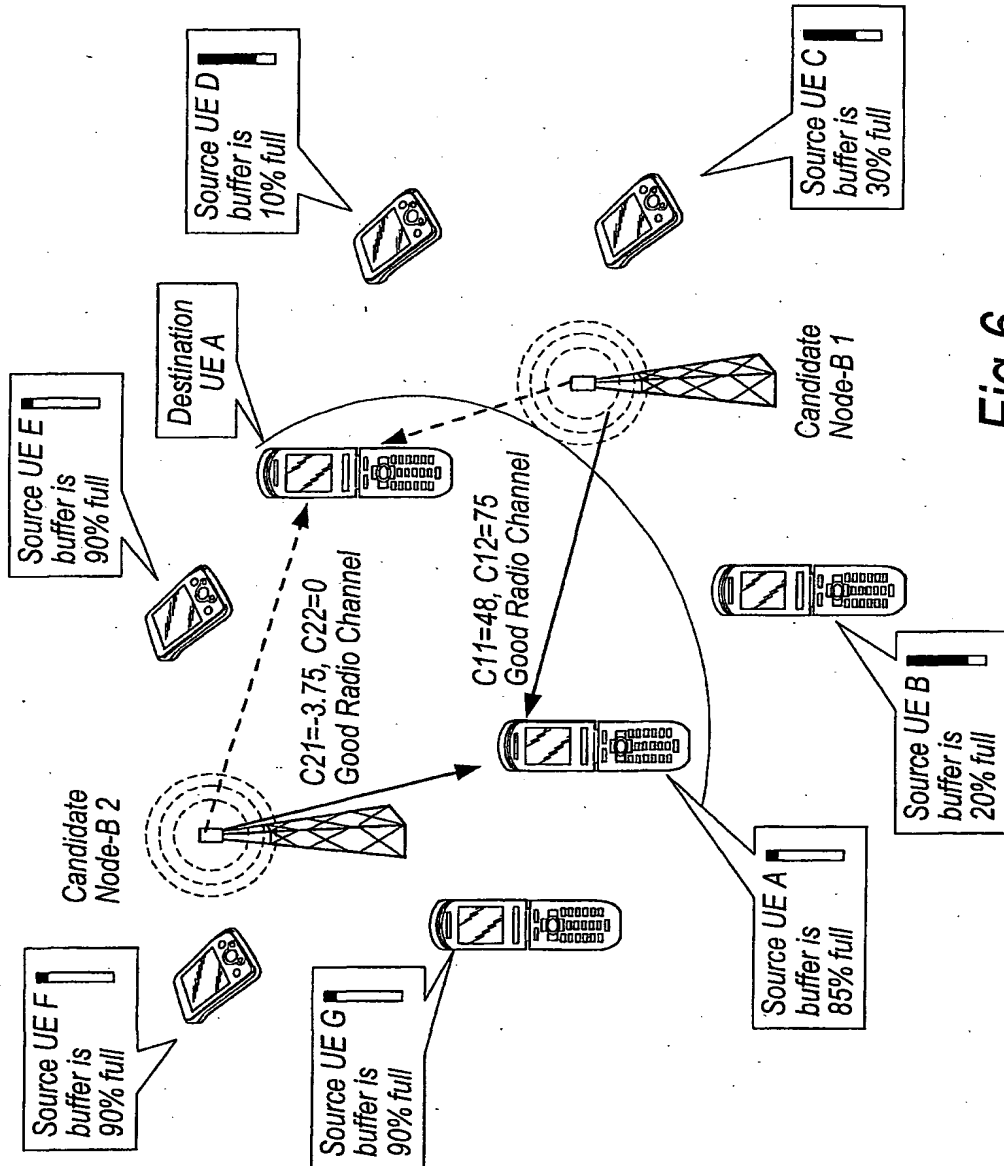 Source UE F
buffer is
90% full
Candidate
Node-B 2
Source UE E
buffer is
90% full
Destination
UE A
Source UE D
buffer is
10% full
C21=-3.75, C22=0
Good Radio Channel
Source UE G
buffer is
90% full
C11=48, C12=75
Good Radio Channel
Source UE A
buffer is
85% full
Source UE B
buffer is
20% full
Candidate
Node-B 1
Source UE C
buffer is
30% full
Fig.6